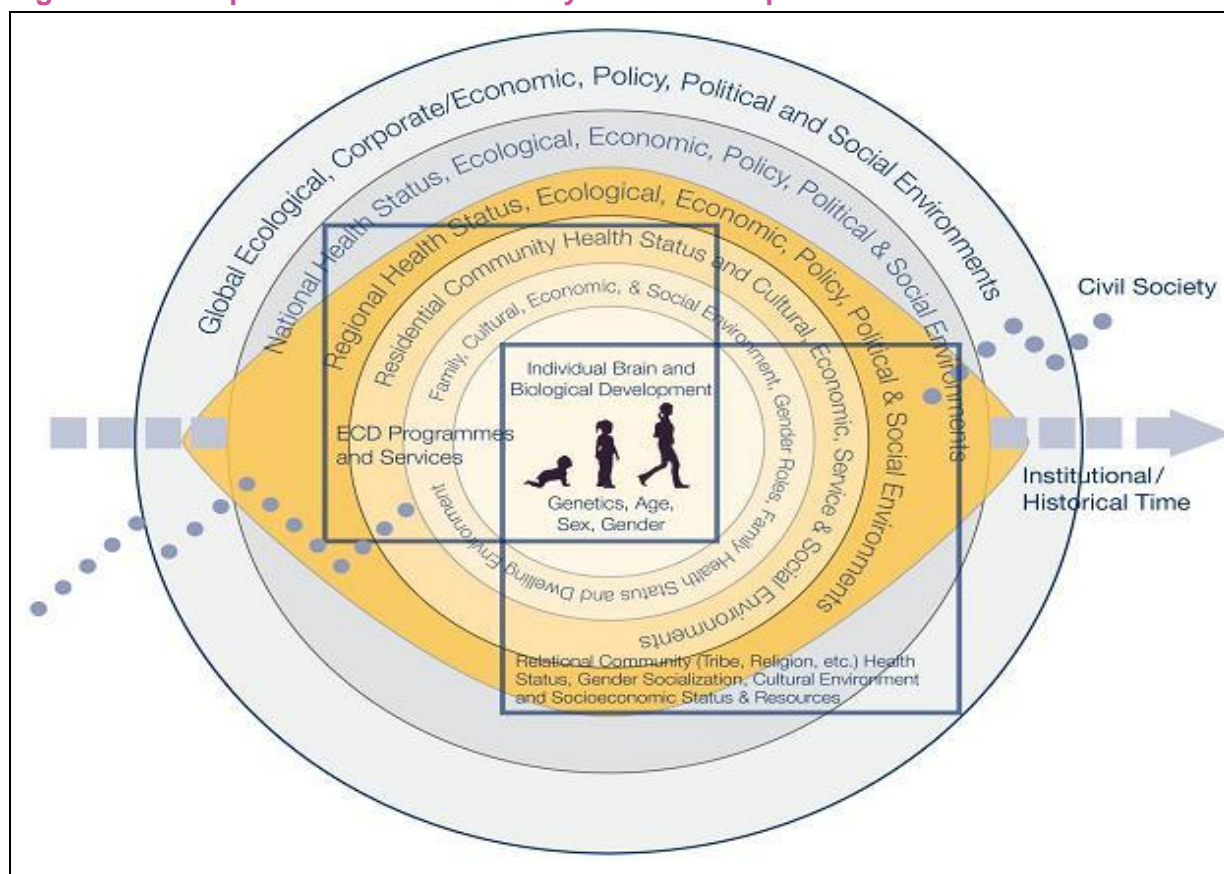 Global Ecological, Corporate/Economic, Policy, Political and Social Environments
National Health Status, Ecological, Economic, Policy, Political & Social Environments
Regional Health Status, Ecological, Economic, Policy, Political & Social Environments
Residential Community Health Status and Cultural, Economic, Service & Social Environments
Family, Cultural, Economic, & Social Environment, Gender Roles, Family Health Status and Dwelling Environment
Civil Society
Individual Brain and
Biological Development
ECD Programmes
and Services
Genetics, Age,
Sex, Gender
Institutional/
Historical Time
Relational Community (Tribe, Religion, etc.) Health
Status, Gender Socialization, Cultural Environment
and Socioeconomic Status & Resources